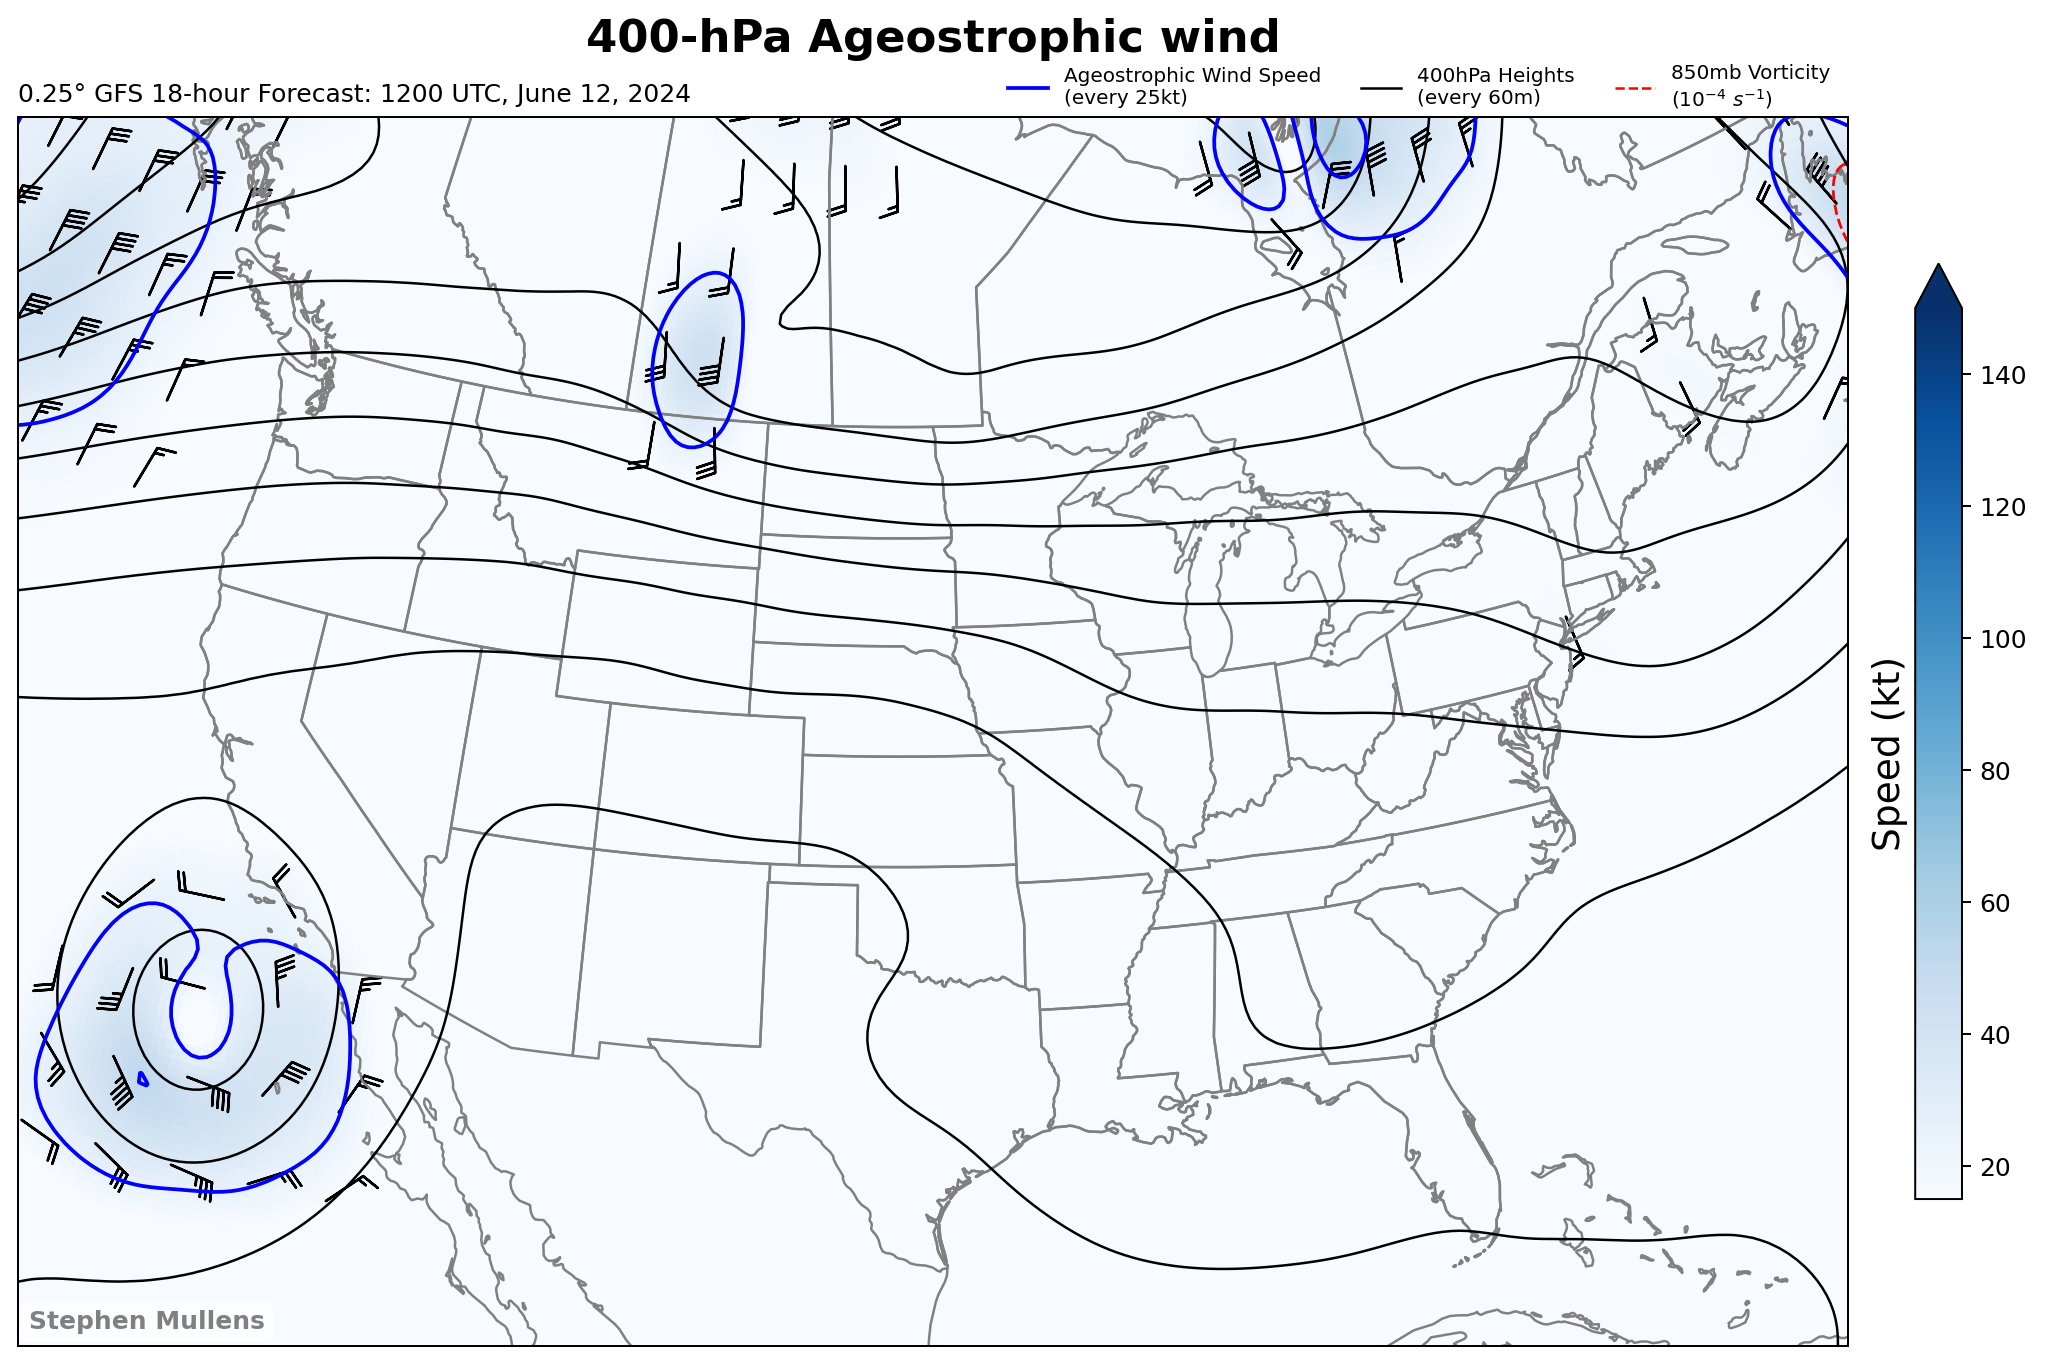 400-hPa Ageostrophic wind
0.25° GFS 18-hour Forecast: 1200 UTC, June 12, 2024
Ageostrophic Wind Speed
(every 25kt)
400hPa Heights
(every 60m)
850mb Vorticity
(10⁻⁴ s⁻¹)
140
120
100
80
60
40
20
Speed (kt)
Stephen Mullens